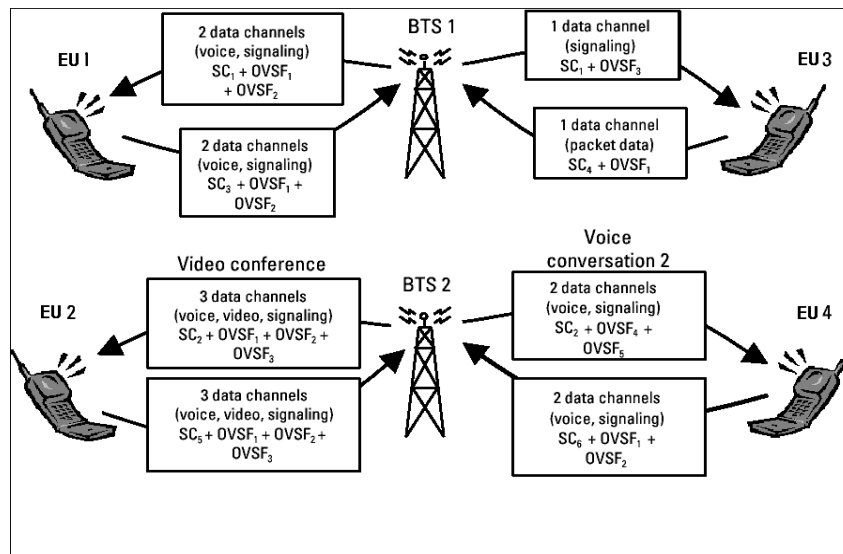 EU 1
2 data channels
(voice, signaling)
SC₁ + OVSF₁
+ OVSF₂
BTS 1
1 data channel
(signaling)
SC₁ + OVSF₃
EU 3
2 data channels
(voice, signaling)
SC₃ + OVSF₁ +
OVSF₂
1 data channel
(packet data)
SC₄ + OVSF₁
Video conference
Voice
conversation 2
EU 2
3 data channels
(voice, video, signaling)
SC₂ + OVSF₁ + OVSF₂ +
OVSF₃
BTS 2
2 data channels
(voice, signaling)
SC₂ + OVSF₄ +
OVSF₅
EU 4
3 data channels
(voice, video, signaling)
SC₅ + OVSF₁ + OVSF₂ +
OVSF₃
2 data channels
(voice, signaling)
SC₆ + OVSF₁ +
OVSF₂